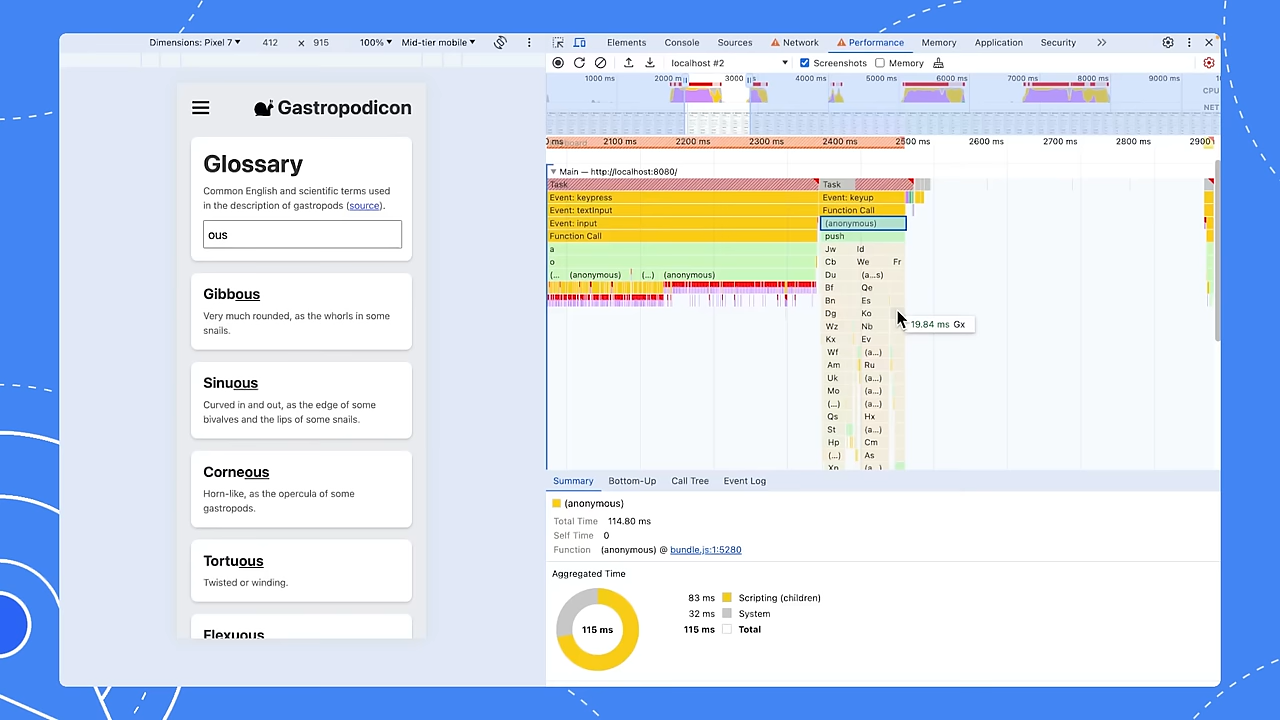 Dimensions: Pixel 7 ▼ 412 × 915 100% ▼ Mid-tier mobile ▼
Gastropodicon
Glossary
Common English and scientific terms used
in the description of gastropods (source).
ous
Gibbous
Very much rounded, as the whorls in some
snails.
Sinuous
Curved in and out, as the edge of some
bivalves and the lips of some snails.
Corneous
Horn-like, as the opercula of some
gastropods.
Tortuous
Twisted or winding.
Flexuous
Elements Console Sources Network Performance Memory Application Security
localhost #2 ▼ Screenshots Memory
1000 ms 2000 m 3000 4000 ms 5000 ms 6000 ms 7000 ms 8000 ms 9000 ms
CPU
NET
ms 2100 ms 2200 ms 2300 ms 2400 ms 2500 ms 2600 ms 2700 ms 2800 ms 2900
▼ Main — http://localhost:8080/
Task Task
Event: keypress Event: keyup
Event: textInput Function Call
Event: input (anonymous)
Function Call push
a Jw Id
o Cb We Fr
(... (anonymous) (...) (anonymous) Du (a...s)
Bf Qe
Bn Es
Dg Ko
19.84 ms Gx
Wz Nb
Kx Ev
Wf (a...)
Am Ru
Uk (a...)
Mo (a...)
(...) (a...)
Qs Hx
St (a...)
Hp Cm
(...) As
Xn (a...)
Summary Bottom-Up Call Tree Event Log
(anonymous)
Total Time 114.80 ms
Self Time 0
Function (anonymous) @ bundle.js:1:5280
Aggregated Time
115 ms
83 ms Scripting (children)
32 ms System
115 ms Total